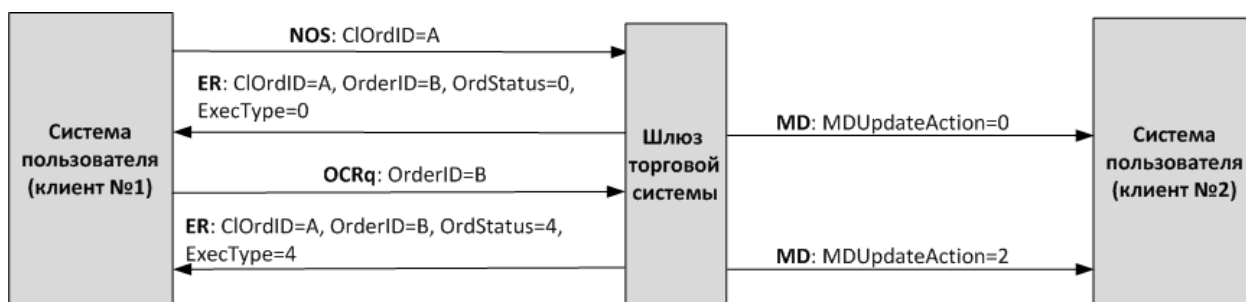 NOS: ClOrdID=A
ER: ClOrdID=A, OrderID=B, OrdStatus=0,
ExecType=0
Система
пользователя
(клиент №1)
Шлюз
торговой
системы
MD: MDUpdateAction=0
Система
пользователя
(клиент №2)
OCRq: OrderID=B
ER: ClOrdID=A, OrderID=B, OrdStatus=4,
ExecType=4
MD: MDUpdateAction=2